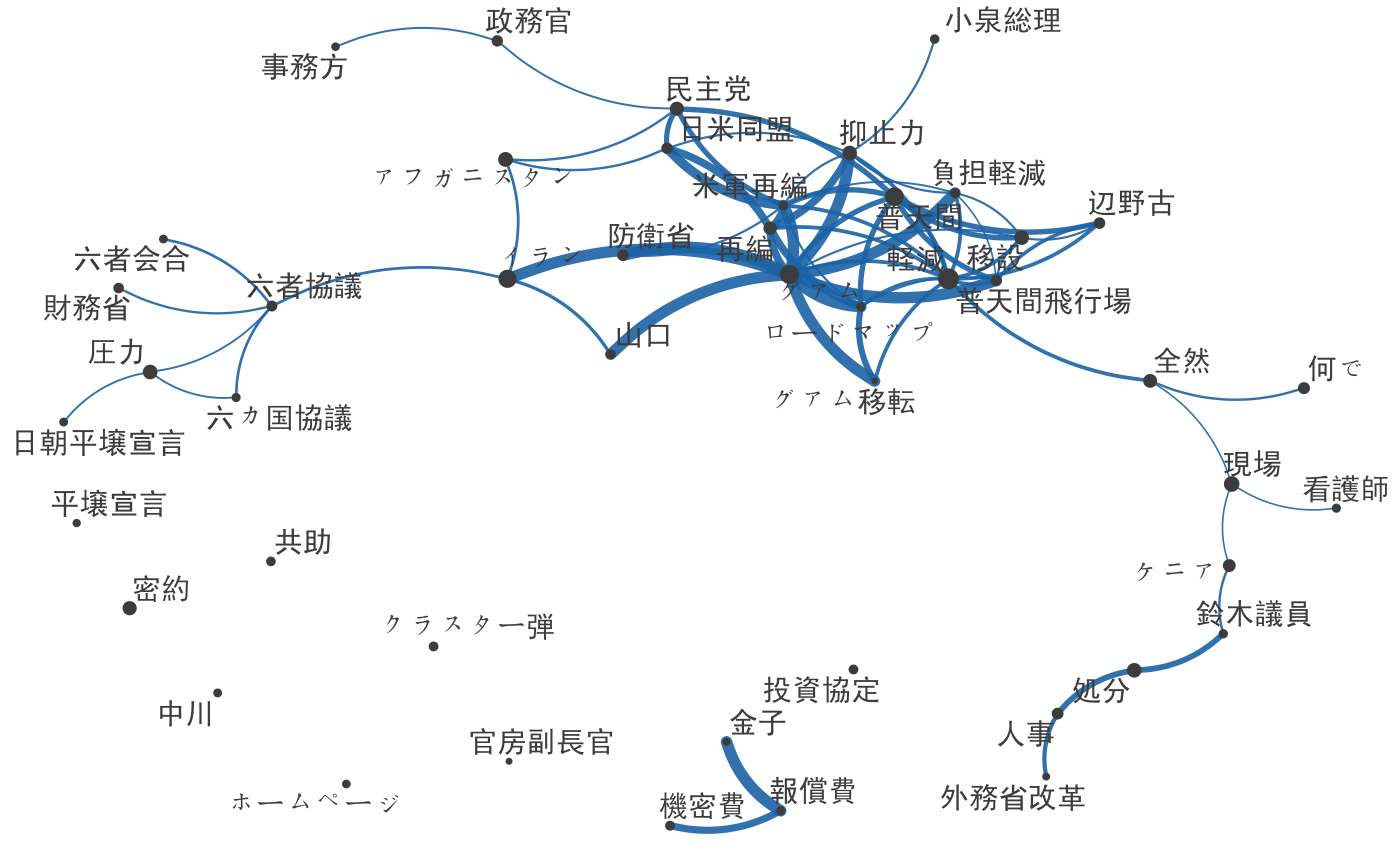 政務官
小泉総理
事務方
民主党
日米同盟
抑止力
アフガニスタン
米軍再編
負担軽減
普天間
辺野古
防衛省
再編
イラン
軽減
移設
六者会合
六者協議
グアム
普天間飛行場
財務省
山口
ロードマップ
圧力
全然
何で
グアム移転
六カ国協議
日朝平壌宣言
現場
看護師
平壌宣言
共助
ケニア
密約
鈴木議員
クラスター弾
投資協定
処分
中川
金子
人事
官房副長官
報償費
外務省改革
ホームページ
機密費